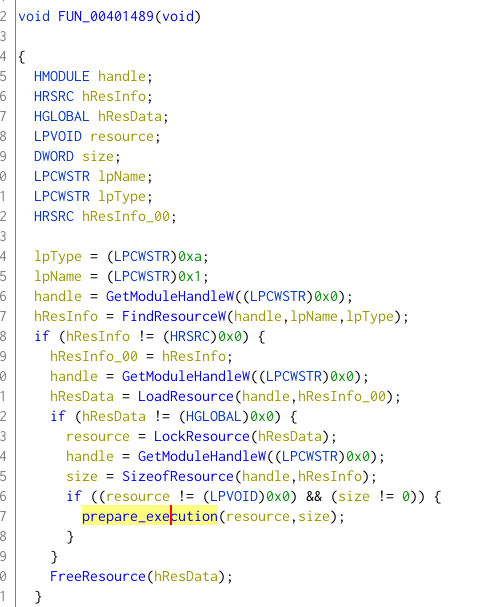 2 void FUN_00401489(void)
3
4 {
5 HMODULE handle;
6 HRSRC hResInfo;
7 HGLOBAL hResData;
8 LPVOID resource;
9 DWORD size;
0 LPCWSTR lpName;
1 LPCWSTR lpType;
2 HRSRC hResInfo_00;
3
4 lpType = (LPCWSTR)0xa;
5 lpName = (LPCWSTR)0x1;
6 handle = GetModuleHandleW((LPCWSTR)0x0);
7 hResInfo = FindResourceW(handle,lpName,lpType);
8 if (hResInfo != (HRSRC)0x0) {
9 hResInfo_00 = hResInfo;
0 handle = GetModuleHandleW((LPCWSTR)0x0);
1 hResData = LoadResource(handle,hResInfo_00);
2 if (hResData != (HGLOBAL)0x0) {
3 resource = LockResource(hResData);
4 handle = GetModuleHandleW((LPCWSTR)0x0);
5 size = SizeofResource(handle,hResInfo);
6 if ((resource != (LPVOID)0x0) && (size != 0)) {
7 prepare_execution(resource,size);
8 }
9 }
0 FreeResource(hResData);
1 }